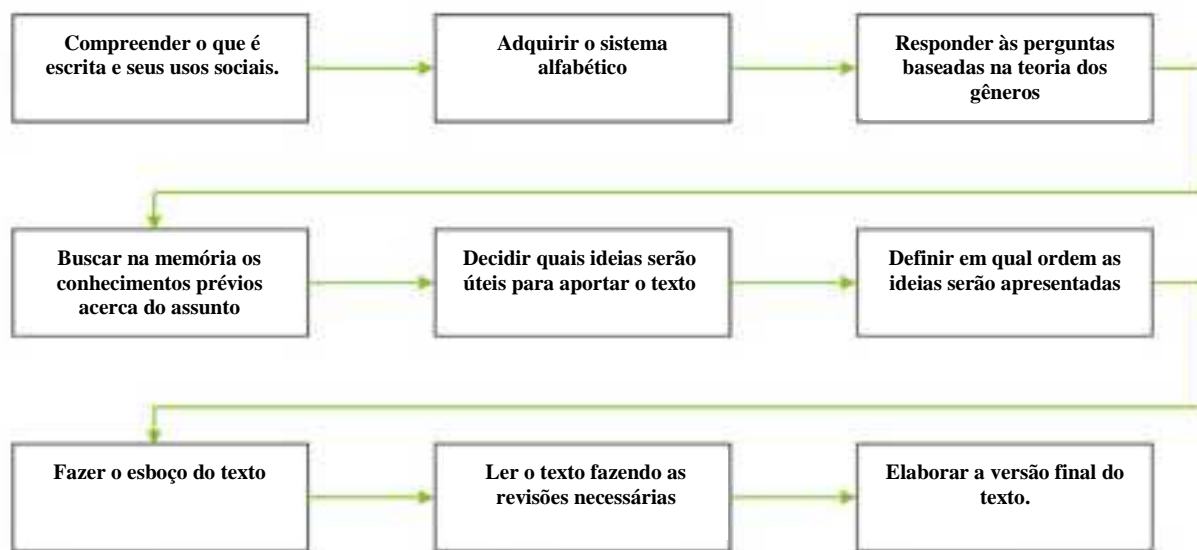 Compreender o que é
escrita e seus usos sociais.
Adquirir o sistema
alfabético
Responder às perguntas
baseadas na teoria dos
gêneros
Buscar na memória os
conhecimentos prévios
acerca do assunto
Decidir quais ideias serão
úteis para aportar o texto
Definir em qual ordem as
ideias serão apresentadas
Fazer o esboço do texto
Ler o texto fazendo as
revisões necessárias
Elaborar a versão final do
texto.